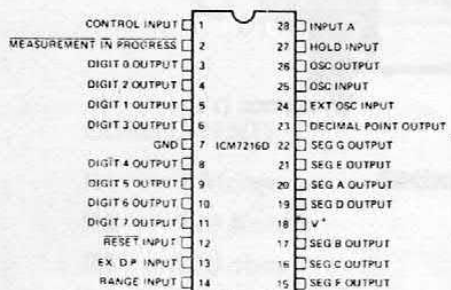 CONTROL INPUT 1 28 INPUT A
MEASUREMENT IN PROGRESS 2 27 HOLD INPUT
DIGIT 0 OUTPUT 3 26 OSC OUTPUT
DIGIT 2 OUTPUT 4 25 OSC INPUT
DIGIT 1 OUTPUT 5 24 EXT OSC INPUT
DIGIT 3 OUTPUT 6 23 DECIMAL POINT OUTPUT
GND 7 ICM7216D 22 SEG G OUTPUT
DIGIT 4 OUTPUT 8 21 SEG E OUTPUT
DIGIT 5 OUTPUT 9 20 SEG A OUTPUT
DIGIT 6 OUTPUT 10 19 SEG D OUTPUT
DIGIT 7 OUTPUT 11 18 V+
RESET INPUT 12 17 SEG B OUTPUT
EX. D.P. INPUT 13 16 SEG C OUTPUT
RANGE INPUT 14 15 SEG F OUTPUT